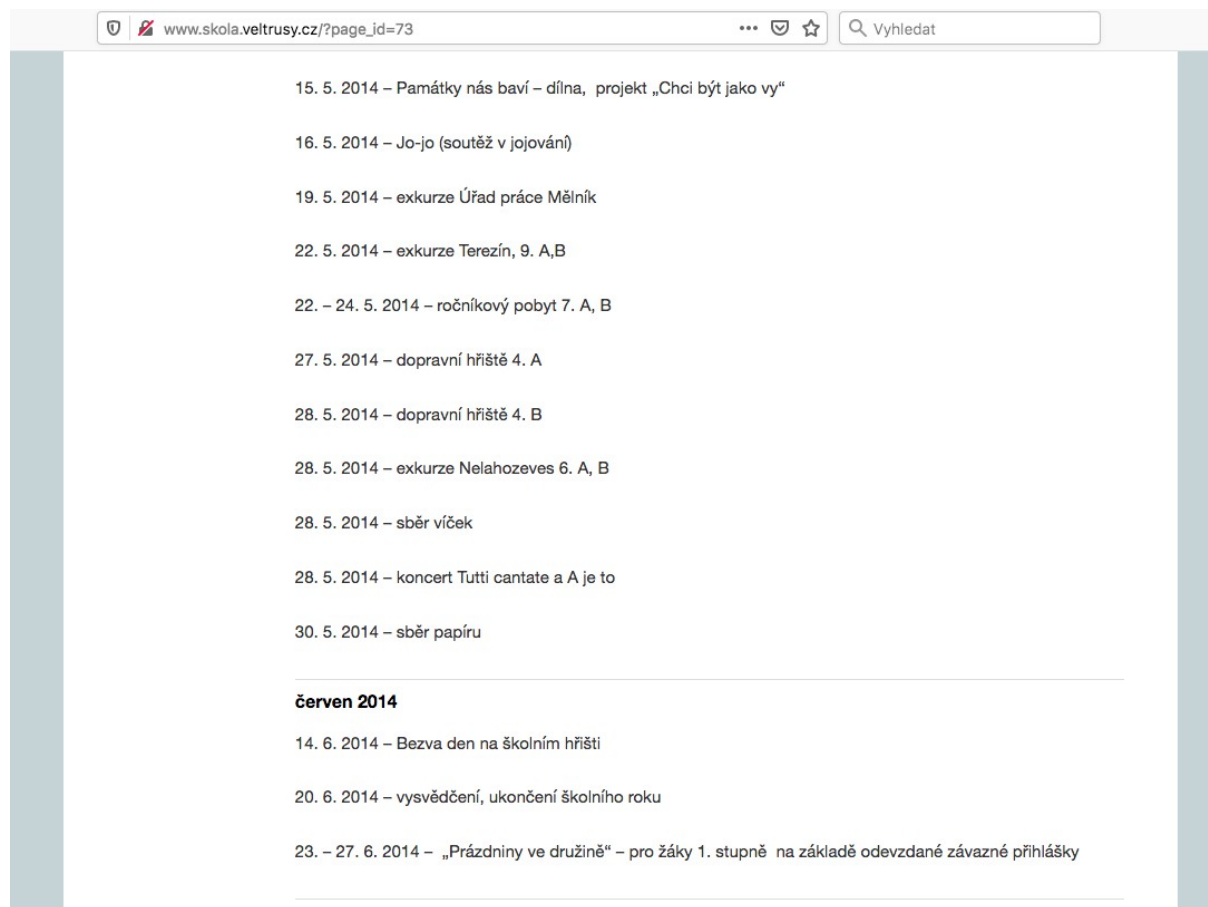 www.skola.veltrusy.cz/?page_id=73
Vyhledat
15. 5. 2014 – Památky nás baví – dílna,  projekt „Chci být jako vy“
16. 5. 2014 – Jo-jo (soutěž v jojování)
19. 5. 2014 – exkurze Úřad práce Mělník
22. 5. 2014 – exkurze Terezín, 9. A,B
22. – 24. 5. 2014 – ročníkový pobyt 7. A, B
27. 5. 2014 – dopravní hřiště 4. A
28. 5. 2014 – dopravní hřiště 4. B
28. 5. 2014 – exkurze Nelahozeves 6. A, B
28. 5. 2014 – sběr víček
28. 5. 2014 – koncert Tutti cantate a A je to
30. 5. 2014 – sběr papíru
červen 2014
14. 6. 2014 – Bezva den na školním hřišti
20. 6. 2014 – vysvědčení, ukončení školního roku
23. – 27. 6. 2014 –  „Prázdniny ve družině“ – pro žáky 1. stupně  na základě odevzdané závazné přihlášky